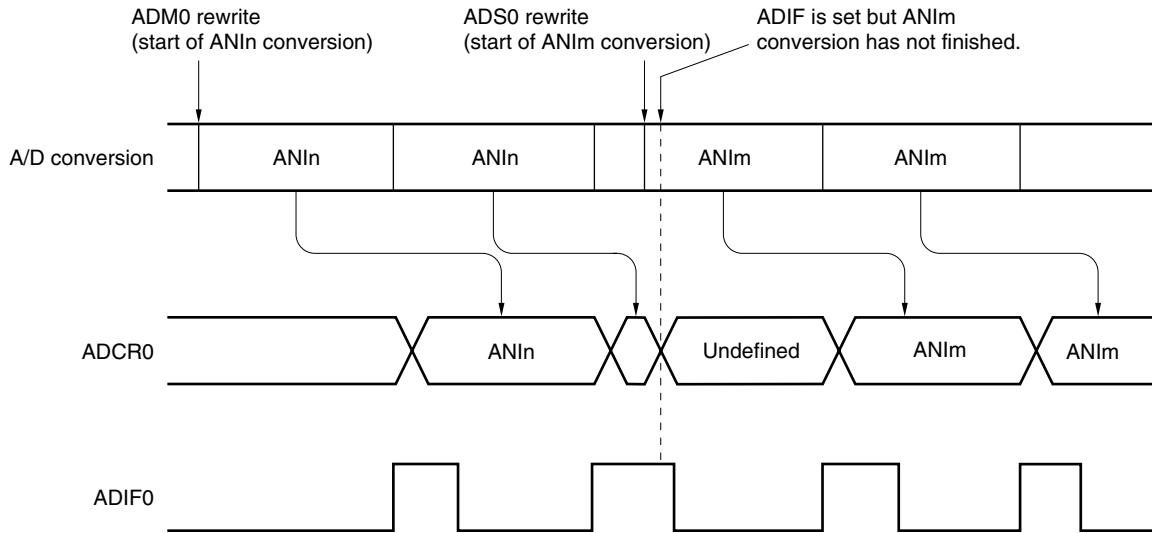 ADM0 rewrite
(start of ANIn conversion)
ADS0 rewrite
(start of ANIm conversion)
ADIF is set but ANIm
conversion has not finished.
A/D conversion
ANIn
ANIn
ANIm
ANIm
ADCR0
ANIn
Undefined
ANIm
ANIm
ADIF0